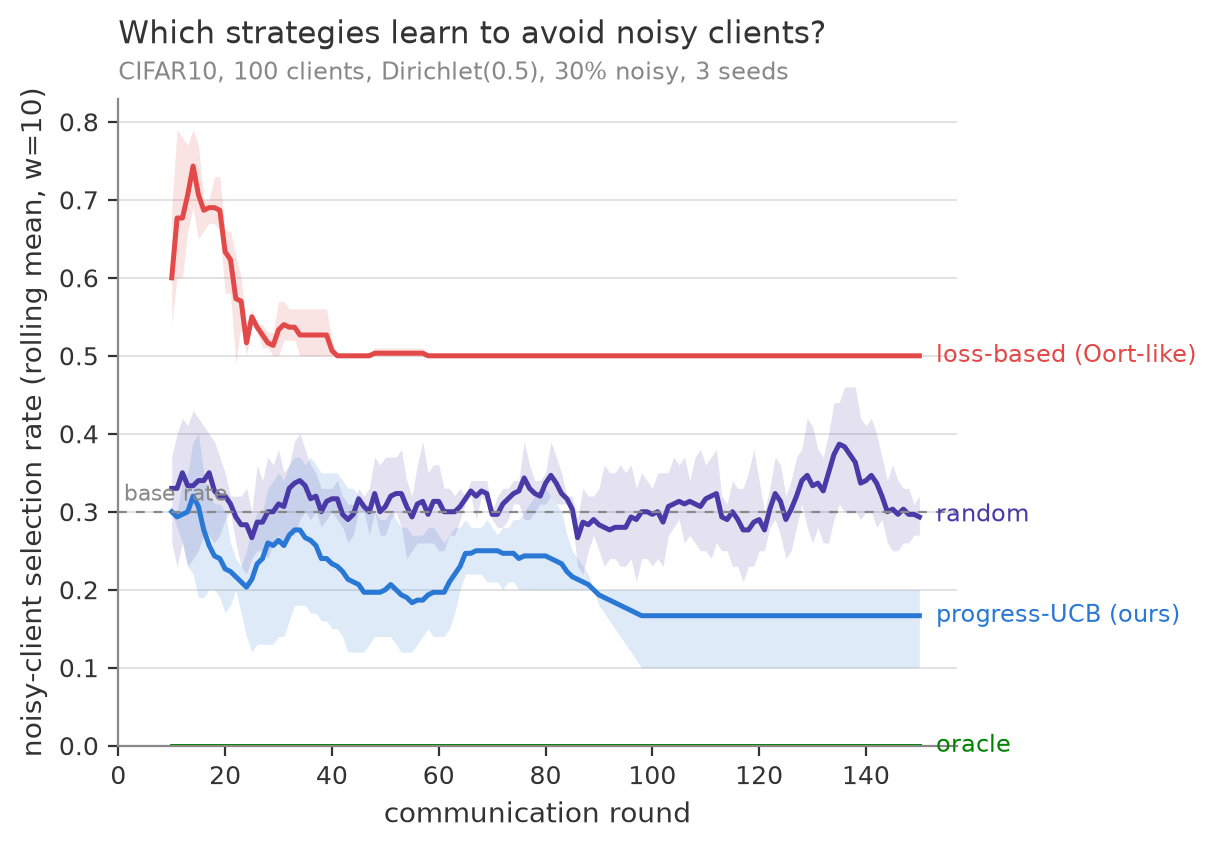 Which strategies learn to avoid noisy clients?
CIFAR10, 100 clients, Dirichlet(0.5), 30% noisy, 3 seeds
noisy-client selection rate (rolling mean, w=10)
0.8
0.7
0.6
0.5
0.4
0.3
0.2
0.1
0.0
base rate
loss-based (Oort-like)
random
progress-UCB (ours)
oracle
0 20 40 60 80 100 120 140
communication round